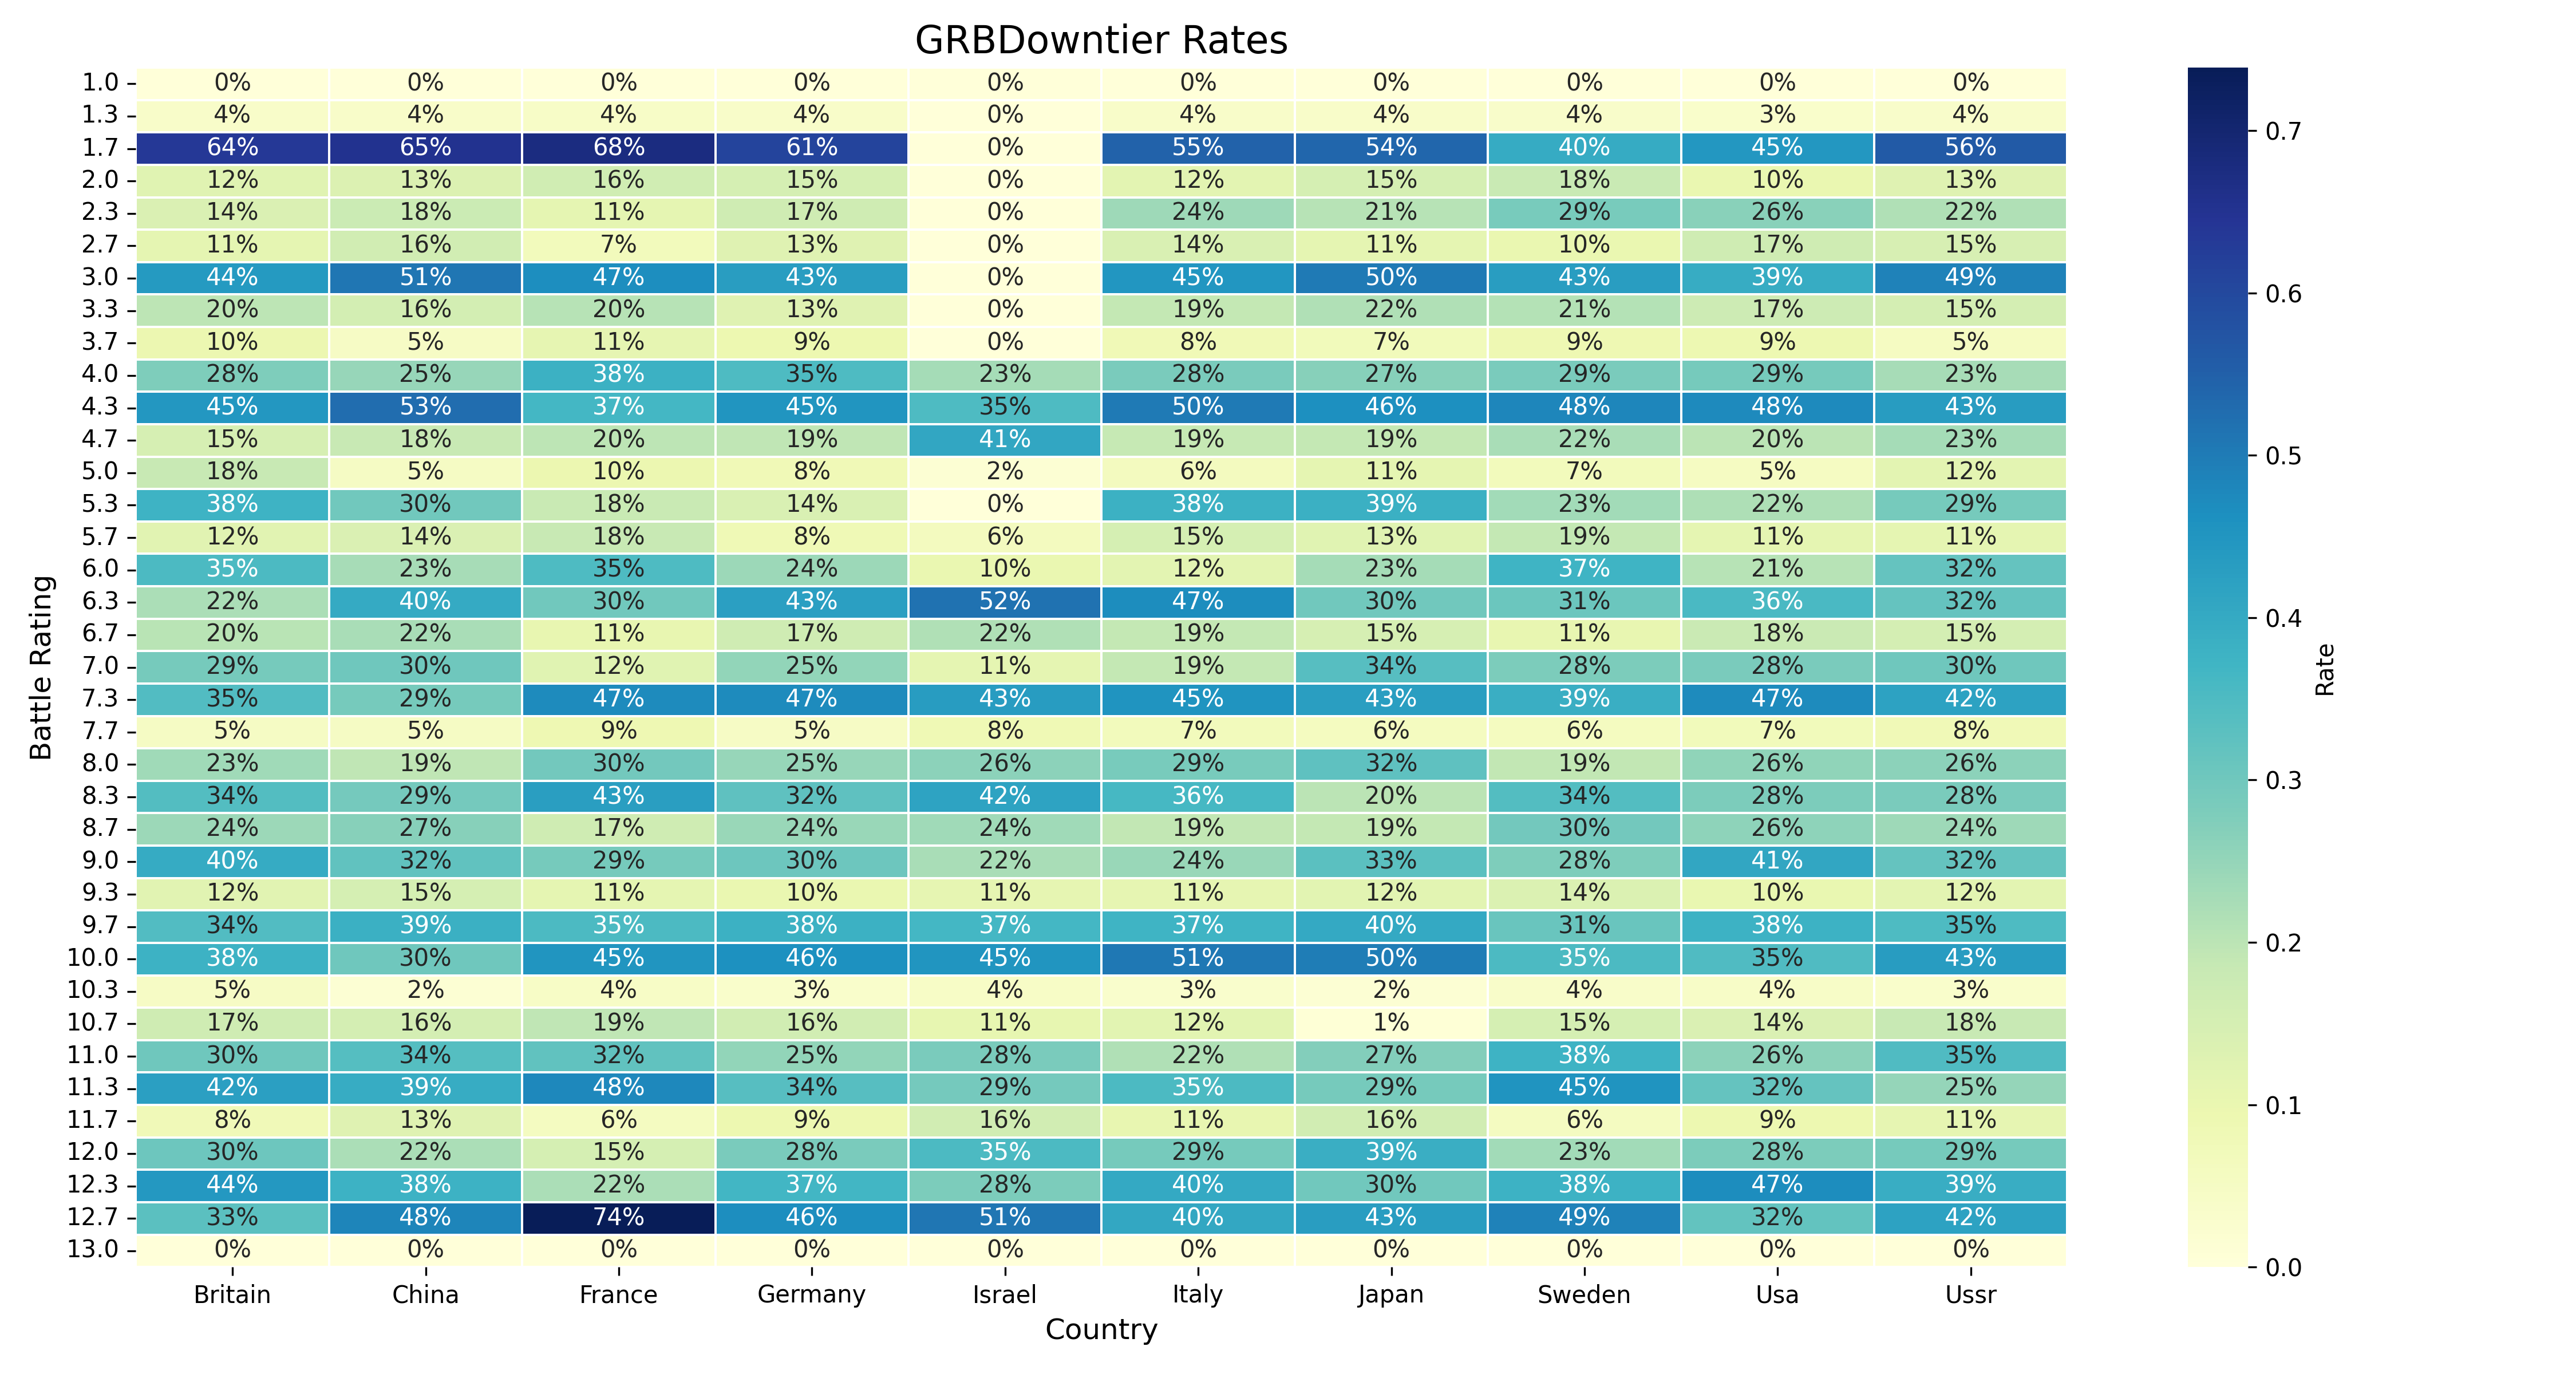 GRBDowntier Rates
1.0 0% 0% 0% 0% 0% 0% 0% 0% 0% 0%
1.3 4% 4% 4% 4% 0% 4% 4% 4% 3% 4%
1.7 64% 65% 68% 61% 0% 55% 54% 40% 45% 56%
2.0 12% 13% 16% 15% 0% 12% 15% 18% 10% 13%
2.3 14% 18% 11% 17% 0% 24% 21% 29% 26% 22%
2.7 11% 16% 7% 13% 0% 14% 11% 10% 17% 15%
3.0 44% 51% 47% 43% 0% 45% 50% 43% 39% 49%
3.3 20% 16% 20% 13% 0% 19% 22% 21% 17% 15%
3.7 10% 5% 11% 9% 0% 8% 7% 9% 9% 5%
4.0 28% 25% 38% 35% 23% 28% 27% 29% 29% 23%
4.3 45% 53% 37% 45% 35% 50% 46% 48% 48% 43%
4.7 15% 18% 20% 19% 41% 19% 19% 22% 20% 23%
5.0 18% 5% 10% 8% 2% 6% 11% 7% 5% 12%
5.3 38% 30% 18% 14% 0% 38% 39% 23% 22% 29%
5.7 12% 14% 18% 8% 6% 15% 13% 19% 11% 11%
6.0 35% 23% 35% 24% 10% 12% 23% 37% 21% 32%
6.3 22% 40% 30% 43% 52% 47% 30% 31% 36% 32%
6.7 20% 22% 11% 17% 22% 19% 15% 11% 18% 15%
7.0 29% 30% 12% 25% 11% 19% 34% 28% 28% 30%
7.3 35% 29% 47% 47% 43% 45% 43% 39% 47% 42%
7.7 5% 5% 9% 5% 8% 7% 6% 6% 7% 8%
8.0 23% 19% 30% 25% 26% 29% 32% 19% 26% 26%
8.3 34% 29% 43% 32% 42% 36% 20% 34% 28% 28%
8.7 24% 27% 17% 24% 24% 19% 19% 30% 26% 24%
9.0 40% 32% 29% 30% 22% 24% 33% 28% 41% 32%
9.3 12% 15% 11% 10% 11% 11% 12% 14% 10% 12%
9.7 34% 39% 35% 38% 37% 37% 40% 31% 38% 35%
10.0 38% 30% 45% 46% 45% 51% 50% 35% 35% 43%
10.3 5% 2% 4% 3% 4% 3% 2% 4% 4% 3%
10.7 17% 16% 19% 16% 11% 12% 1% 15% 14% 18%
11.0 30% 34% 32% 25% 28% 22% 27% 38% 26% 35%
11.3 42% 39% 48% 34% 29% 35% 29% 45% 32% 25%
11.7 8% 13% 6% 9% 16% 11% 16% 6% 9% 11%
12.0 30% 22% 15% 28% 35% 29% 39% 23% 28% 29%
12.3 44% 38% 22% 37% 28% 40% 30% 38% 47% 39%
12.7 33% 48% 74% 46% 51% 40% 43% 49% 32% 42%
13.0 0% 0% 0% 0% 0% 0% 0% 0% 0% 0%
Britain China France Germany Israel Italy Japan Sweden Usa Ussr
Country
Battle Rating
0.7
0.6
0.5
0.4
0.3
0.2
0.1
0.0
Rate